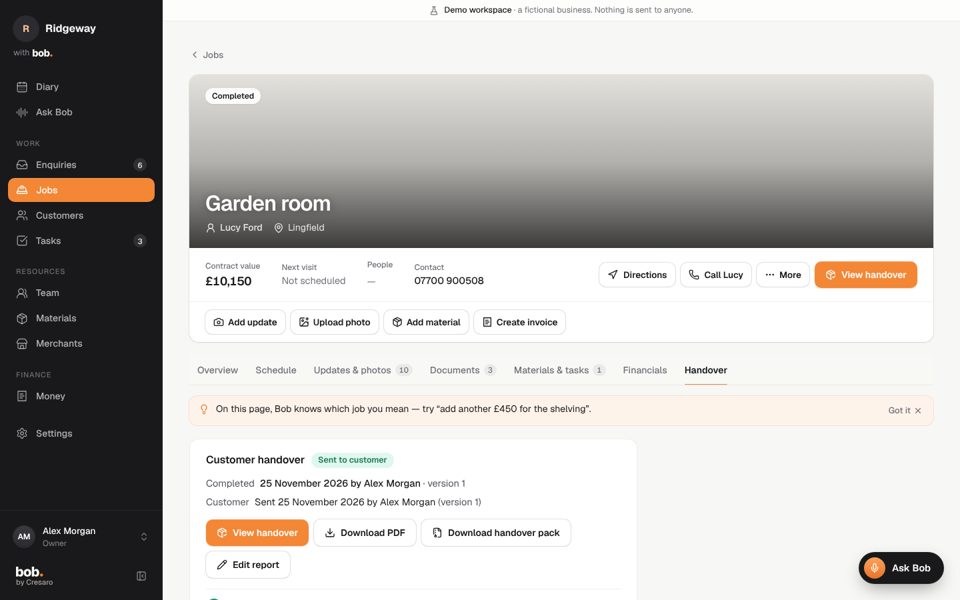 R Ridgeway
with bob.
Diary
Ask Bob
WORK
Enquiries 6
Jobs
Customers
Tasks 3
RESOURCES
Team
Materials
Merchants
FINANCE
Money
Settings
AM Alex Morgan
Owner
bob.
by Cresaro
Demo workspace · a fictional business. Nothing is sent to anyone.
Jobs
Completed
Garden room
Lucy Ford Lingfield
Contract value Next visit People Contact
£10,150 Not scheduled — 07700 900508
Directions Call Lucy More View handover
Add update Upload photo Add material Create invoice
Overview Schedule Updates & photos 10 Documents 3 Materials & tasks 1 Financials Handover
On this page, Bob knows which job you mean — try “add another £450 for the shelving”. Got it
Customer handover Sent to customer
Completed 25 November 2026 by Alex Morgan · version 1
Customer Sent 25 November 2026 by Alex Morgan (version 1)
View handover Download PDF Download handover pack
Edit report
Ask Bob